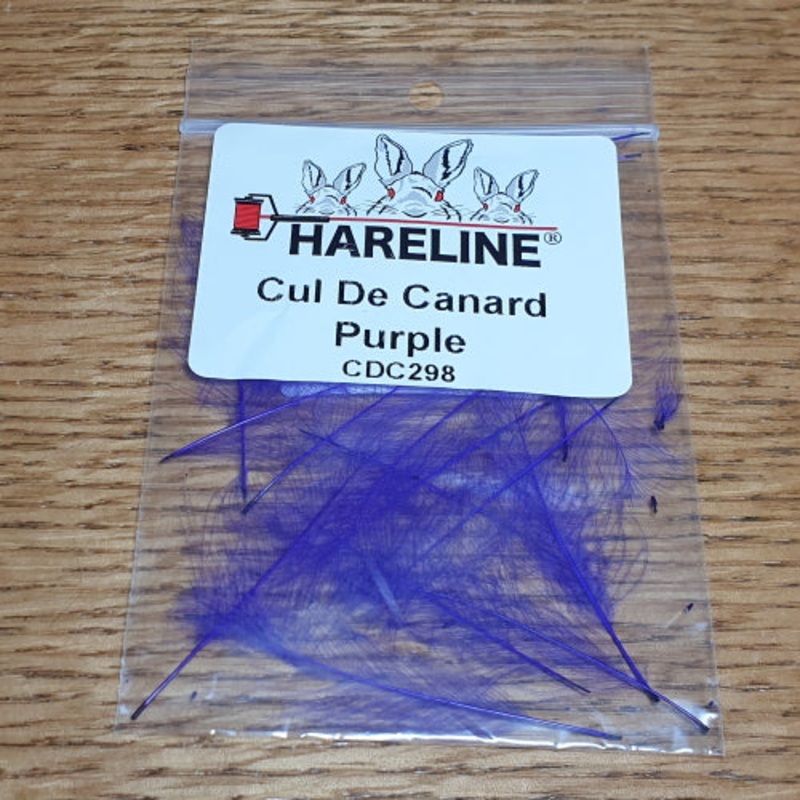 HARELINE®
Cul De Canard
Purple
CDC298